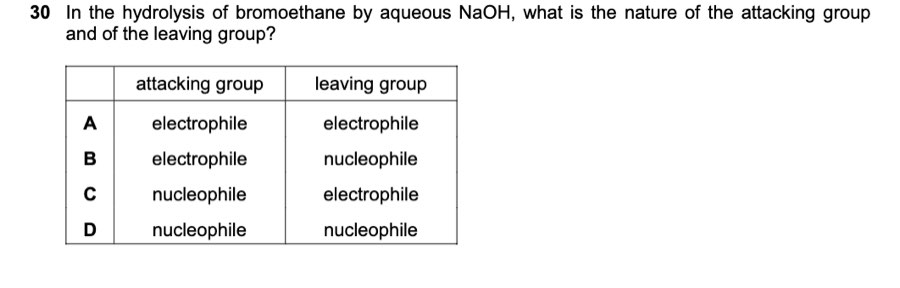 30 In the hydrolysis of bromoethane by aqueous NaOH, what is the nature of the attacking group
and of the leaving group?
attacking group leaving group
A electrophile electrophile
B electrophile nucleophile
C nucleophile electrophile
D nucleophile nucleophile